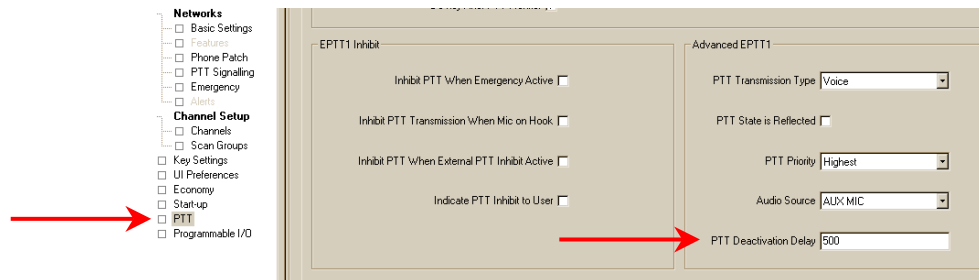 Networks
Basic Settings
Features
Phone Patch
PTT Signalling
Emergency
Alerts
Channel Setup
Channels
Scan Groups
Key Settings
UI Preferences
Economy
Start-up
PTT
Programmable I/O
EPTT1 Inhibit
Inhibit PTT When Emergency Active
Inhibit PTT Transmission When Mic on Hook
Inhibit PTT When External PTT Inhibit Active
Indicate PTT Inhibit to User
Advanced EPTT1
PTT Transmission Type Voice
PTT State is Reflected
PTT Priority Highest
Audio Source AUX MIC
PTT Deactivation Delay 500